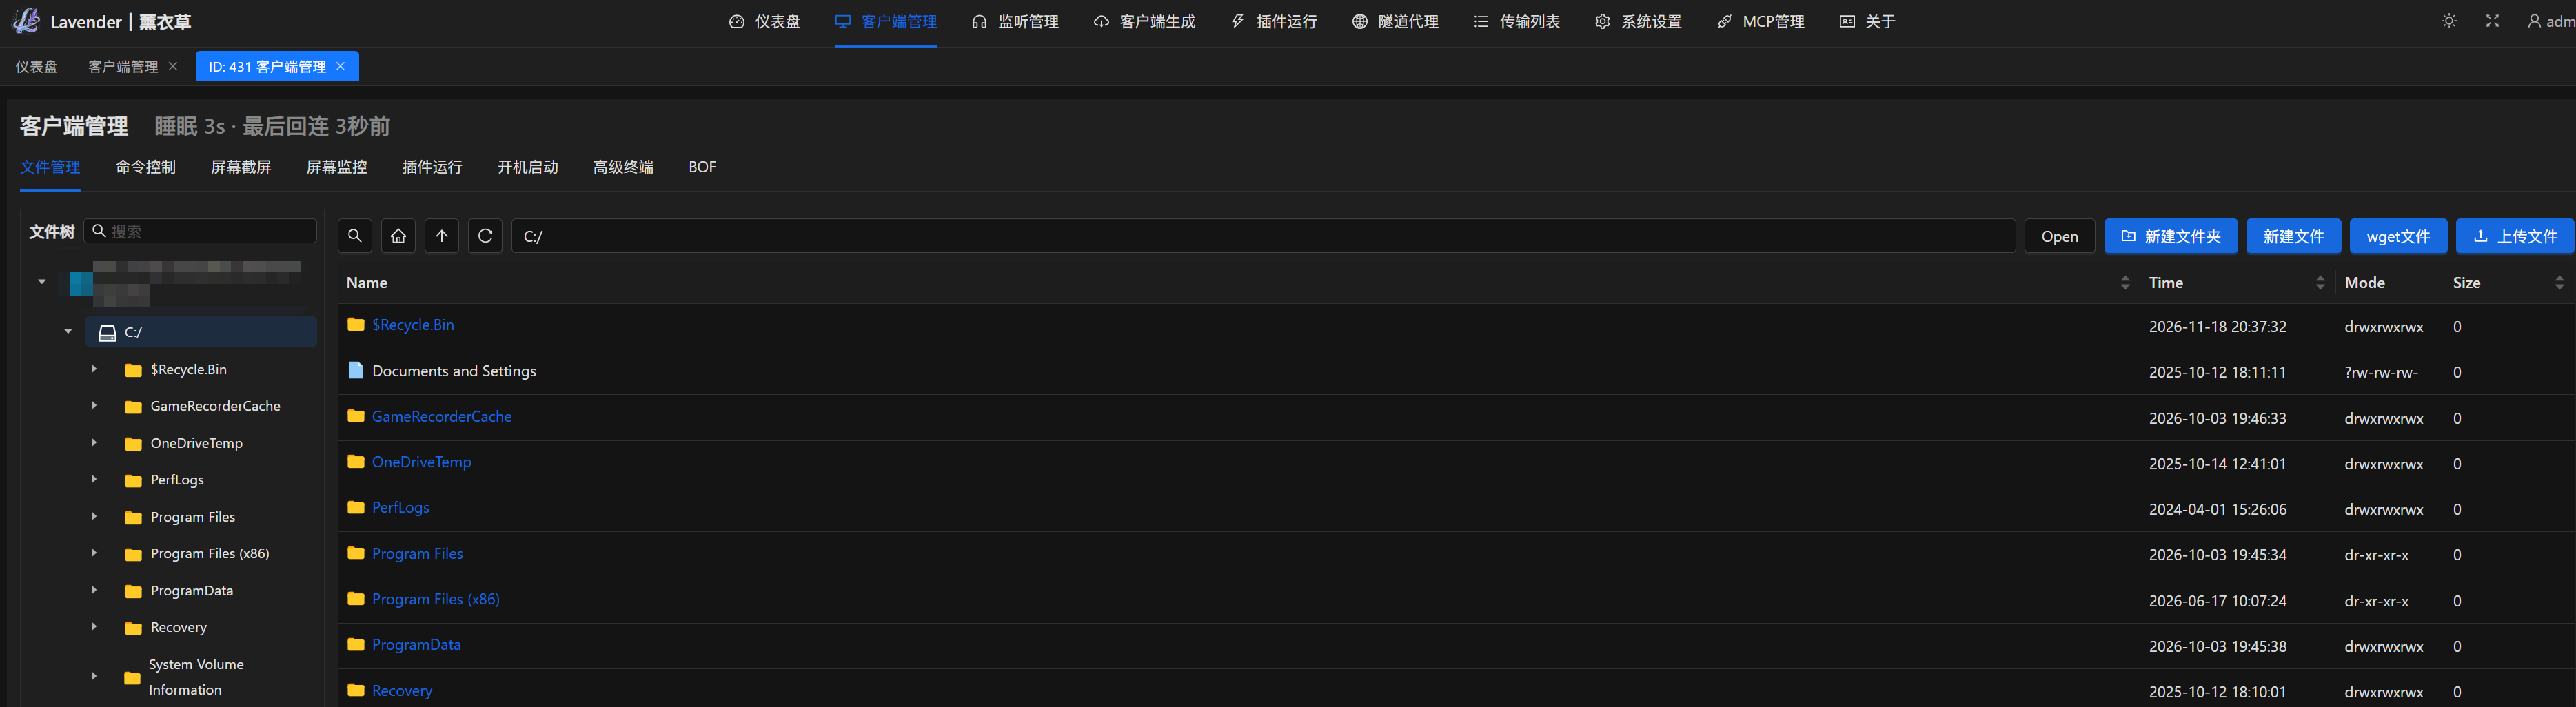 Lavender | 薰衣草
仪表盘 客户端管理 监听管理 客户端生成 插件运行 隧道代理 传输列表 系统设置 MCP管理 关于
仪表盘 客户端管理 ID: 431 客户端管理
客户端管理 睡眠 3s · 最后回连 3秒前
文件管理 命令控制 屏幕截屏 屏幕监控 插件运行 开机启动 高级终端 BOF
文件树 搜索
C:/
$Recycle.Bin
GameRecorderCache
OneDriveTemp
PerfLogs
Program Files
Program Files (x86)
ProgramData
Recovery
System Volume
Information
C:/ Open 新建文件夹 新建文件 wget文件 上传文件
Name Time Mode Size
$Recycle.Bin 2026-11-18 20:37:32 drwxrwxrwx 0
Documents and Settings 2025-10-12 18:11:11 ?rw-rw-rw- 0
GameRecorderCache 2026-10-03 19:46:33 drwxrwxrwx 0
OneDriveTemp 2025-10-14 12:41:01 drwxrwxrwx 0
PerfLogs 2024-04-01 15:26:06 drwxrwxrwx 0
Program Files 2026-10-03 19:45:34 dr-xr-xr-x 0
Program Files (x86) 2026-06-17 10:07:24 dr-xr-xr-x 0
ProgramData 2026-10-03 19:45:38 drwxrwxrwx 0
Recovery 2025-10-12 18:10:01 drwxrwxrwx 0